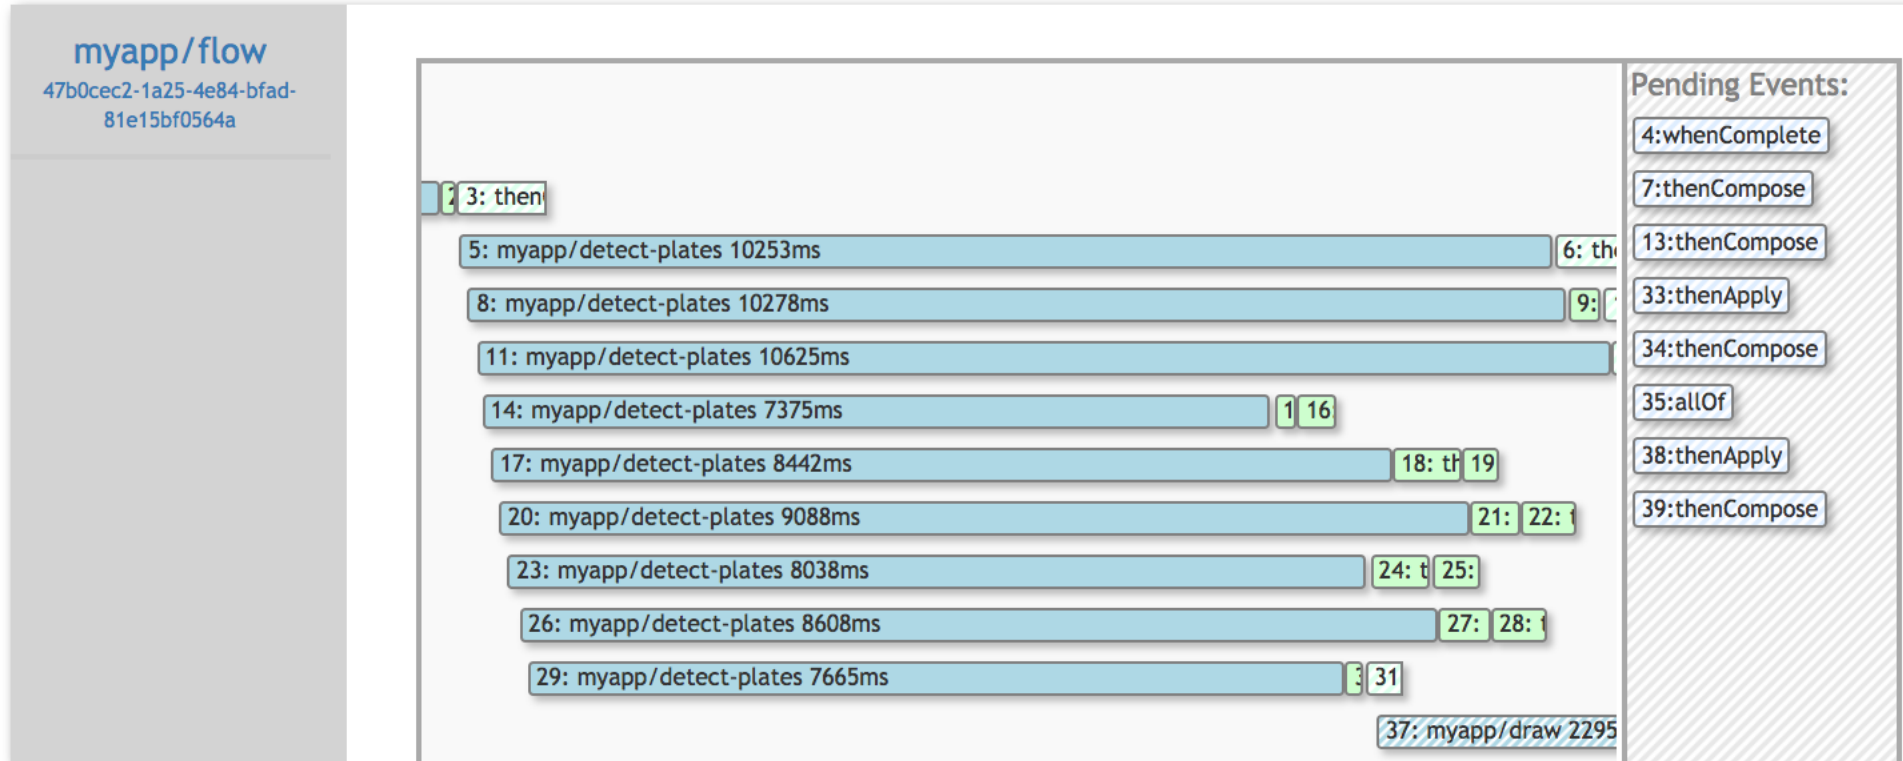 myapp/flow
47b0cec2-1a25-4e84-bfad-
81e15bf0564a
Pending Events:
4:whenComplete
7:thenCompose
13:thenCompose
33:thenApply
34:thenCompose
35:allOf
38:thenApply
39:thenCompose
3: then
5: myapp/detect-plates 10253ms
6: the
8: myapp/detect-plates 10278ms
9:
11: myapp/detect-plates 10625ms
14: myapp/detect-plates 7375ms
1
16:
17: myapp/detect-plates 8442ms
18: th
19
20: myapp/detect-plates 9088ms
21:
22: t
23: myapp/detect-plates 8038ms
24: t
25:
26: myapp/detect-plates 8608ms
27:
28: t
29: myapp/detect-plates 7665ms
3
31
37: myapp/draw 2295